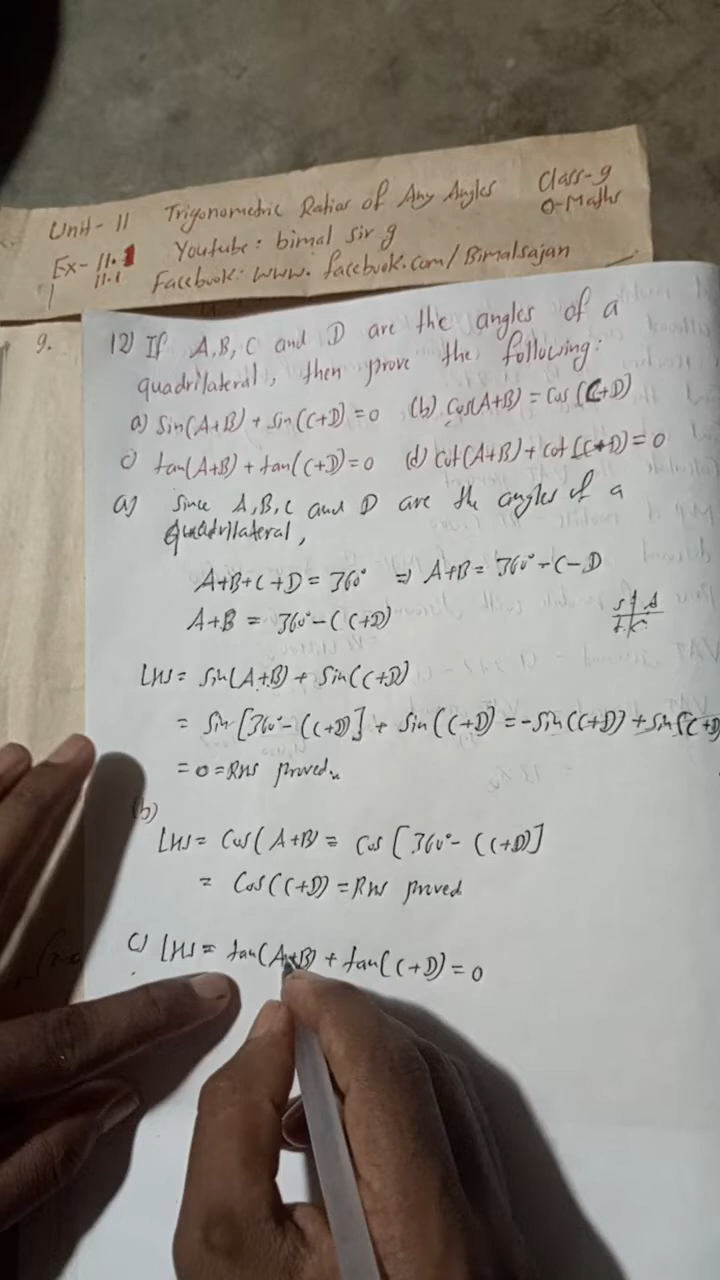 Unit- 11 Trigonometric Ratios of Any Angles Class-9
Ex- 11.1 Youtube: bimal sir g O-Maths
11.1
Facebook: www. facebook.com/Bimalsajan
9.
12) If A,B,C and D are the angles of a
quadrilateral, then prove the following:
a) Sin(A+B)+sin(C+D)=0 (b) Cos(A+B)=Cos(C+D)
c) tan(A+B)+tan(C+D)=0 (d) Cot(A+B)+cot(C+D)=0
a) Since A,B,C and D are the angles of a
quadrilateral,
A+B+C+D=360° ⇒ A+B=360°-C-D
A+B = 360°-(C+D)
S A
LHS= Sin(A+B)+Sin(C+D)
= Sin[360°-(C+D)] + Sin(C+D) =-Sin(C+D)+Sin(C+D
=0=RHS proved.
(b)
LHS= Cos(A+B)= Cos[360°-(C+D)]
= Cos(C+D)=RHS proved
c) LHS= tan(A+B)+tan(C+D)=0